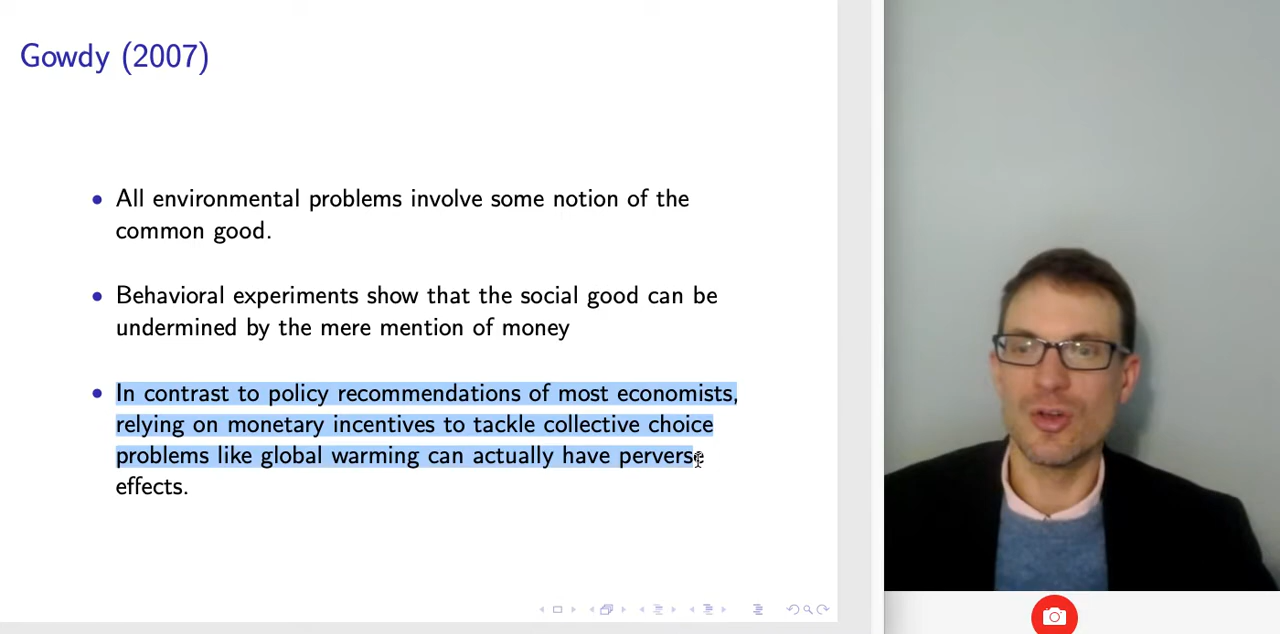 Gowdy (2007)
All environmental problems involve some notion of the
common good.
Behavioral experiments show that the social good can be
undermined by the mere mention of money
In contrast to policy recommendations of most economists,
relying on monetary incentives to tackle collective choice
problems like global warming can actually have perverse
effects.